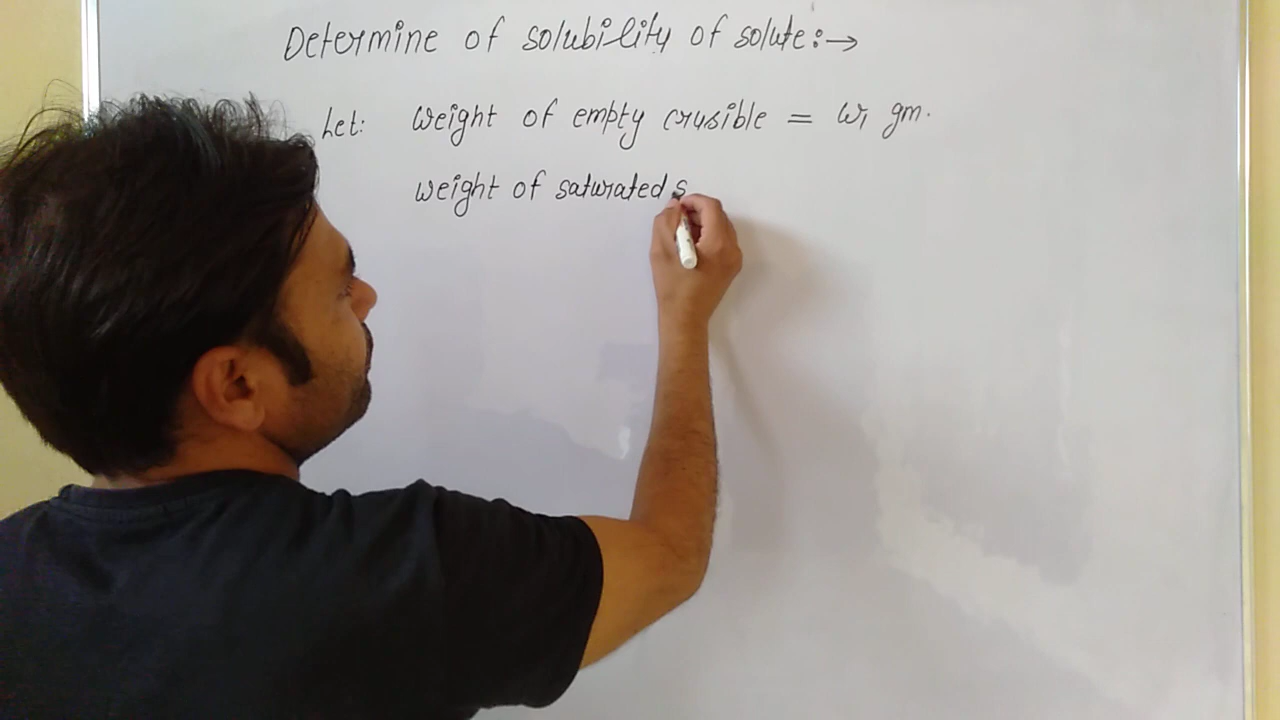 Determine of solubility of solute:→
Let: Weight of empty crusible = W₁ gm.
weight of saturated s